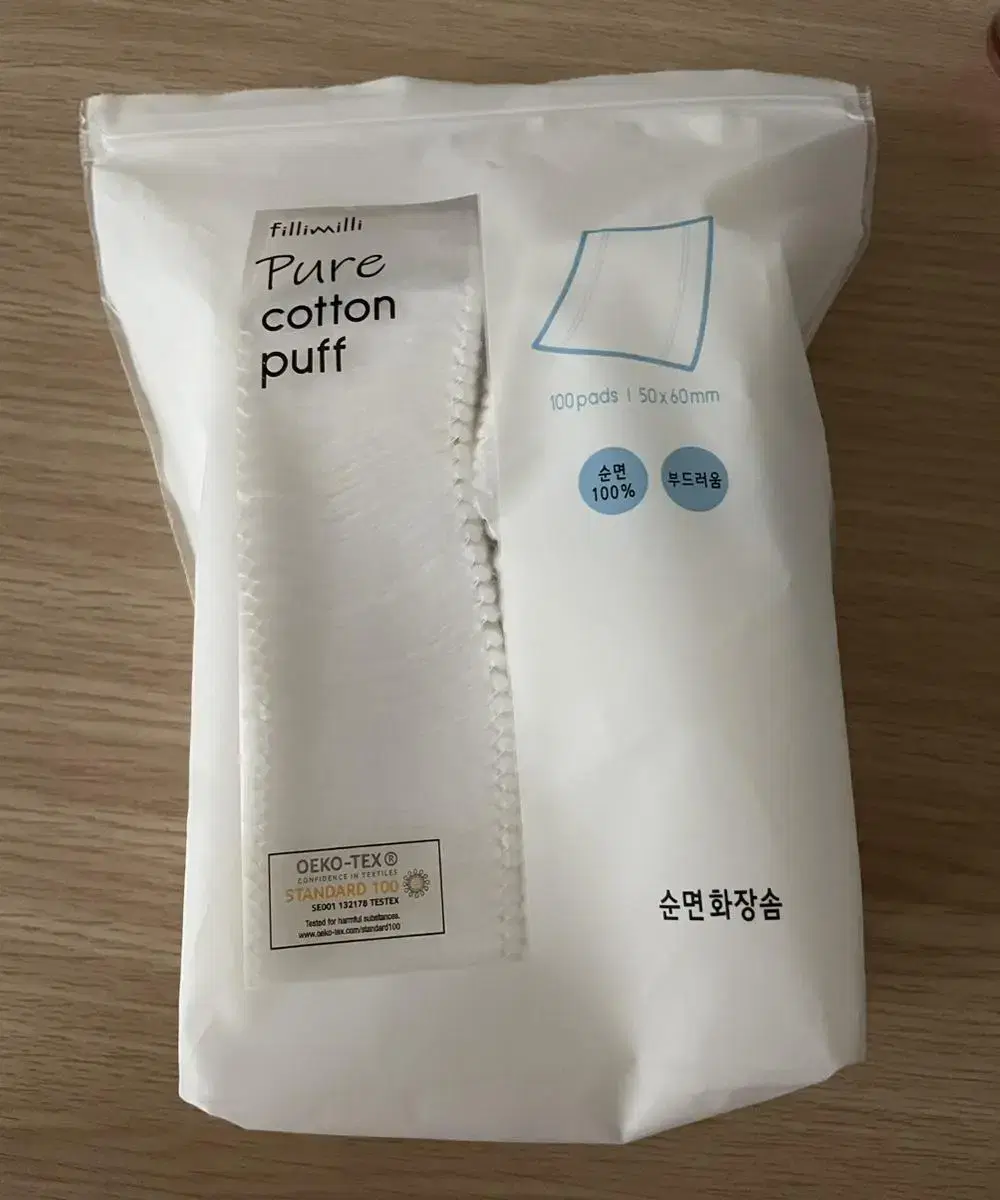 fillimilli
Pure
cotton
puff
100pads | 50x60mm
순면
100%
부드러움
OEKO-TEX®
CONFIDENCE IN TEXTILES
STANDARD 100
SE001 132178 TESTEX
Tested for harmful substances.
www.oeko-tex.com/standard100
순면화장솜